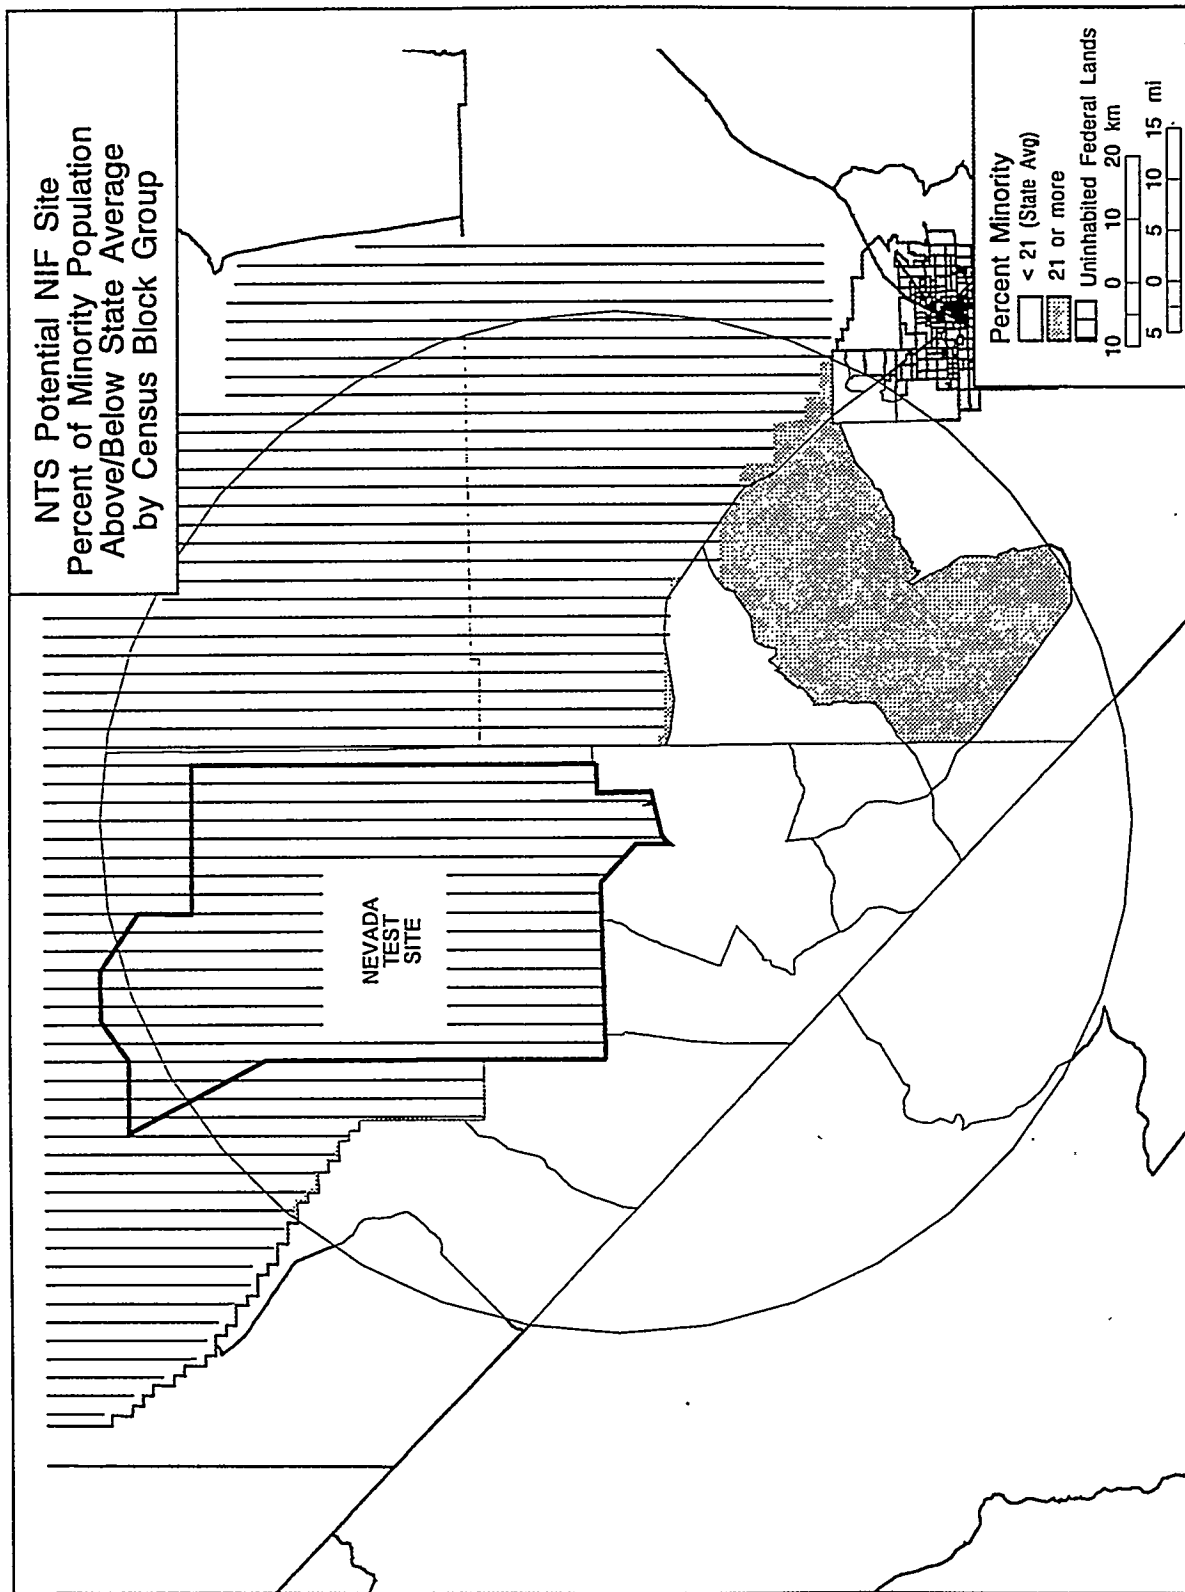 NTS Potential NIF Site
Percent of Minority Population
Above/Below State Average
by Census Block Group
NEVADA
TEST
SITE
Percent Minority
< 21 (State Avg)
21 or more
Uninhabited Federal Lands
10 0 10 20 km
5 0 5 10 15 mi